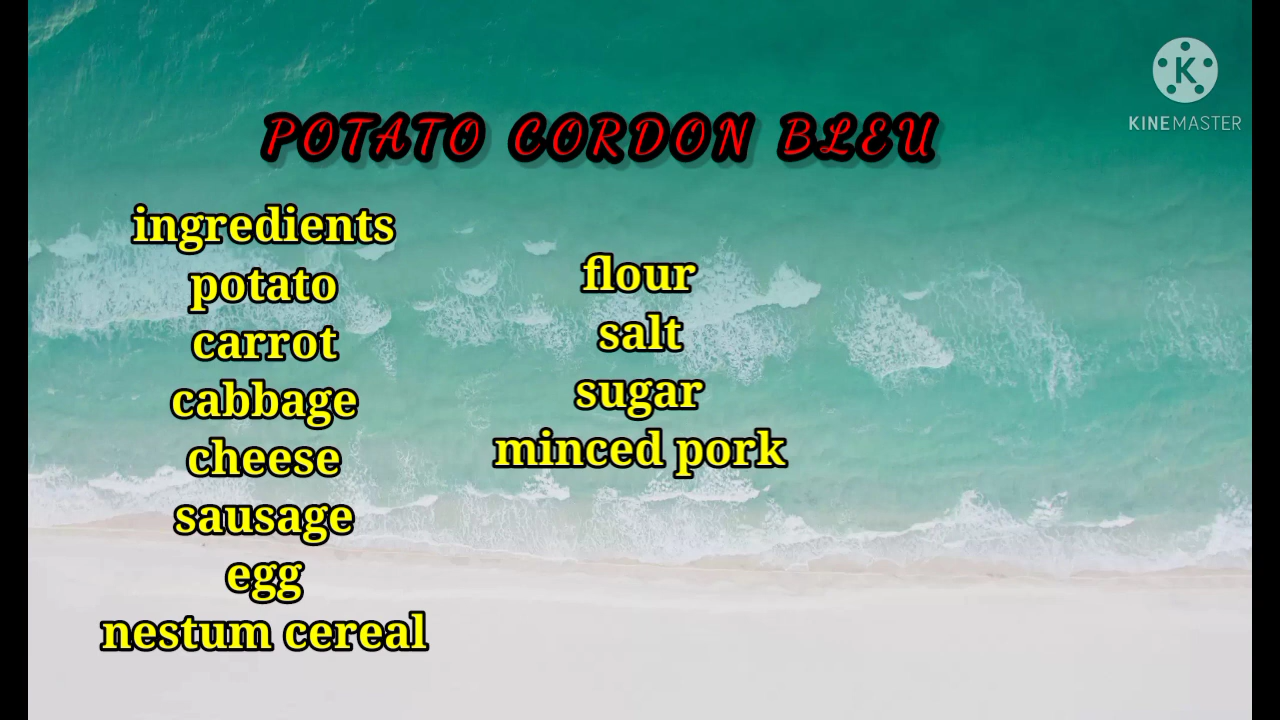 K
KINEMASTER
POTATO CORDON BLEU
ingredients
potato
carrot
cabbage
cheese
sausage
egg
nestum cereal
flour
salt
sugar
minced pork